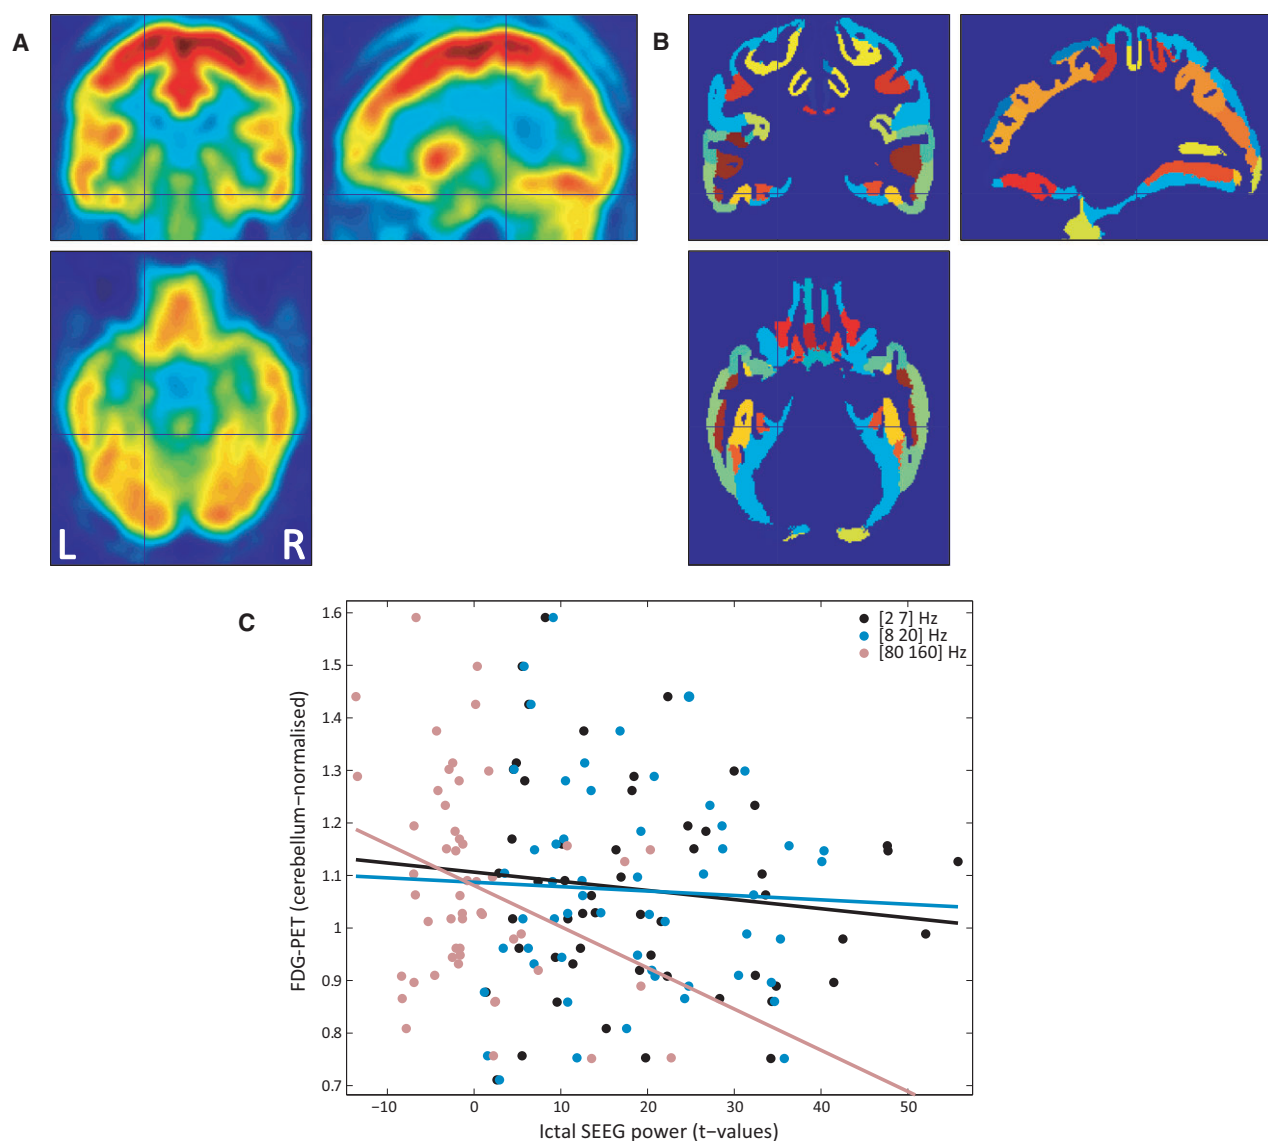 A
B
L R
C
[2 7] Hz
[8 20] Hz
[80 160] Hz
1.6
1.5
1.4
1.3
1.2
1.1
1
0.9
0.8
0.7
FDG−PET (cerebellum−normalised)
−10 0 10 20 30 40 50
Ictal SEEG power (t−values)